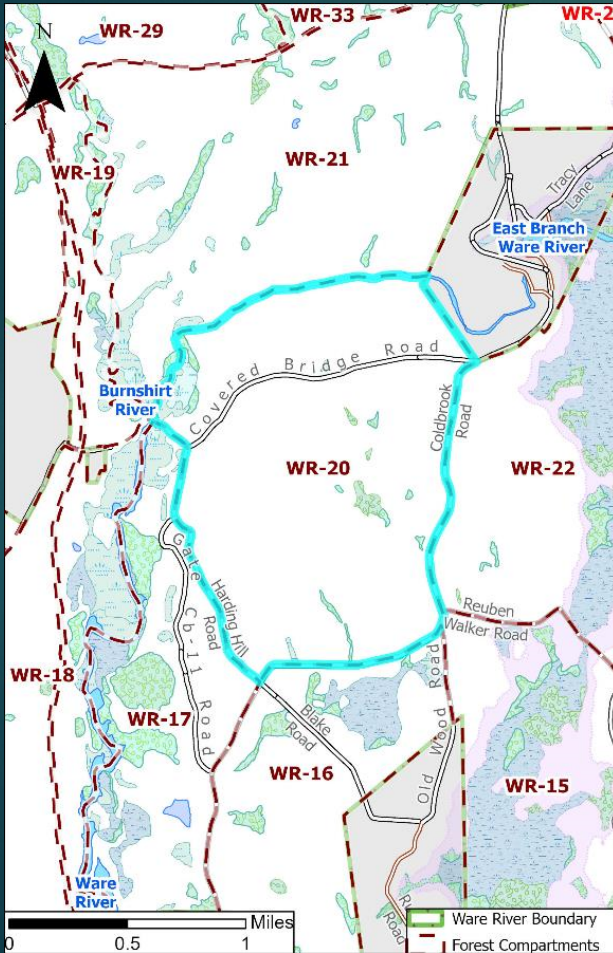 WR-29
N
WR-33
WR-2
WR-19
WR-21
Tracy
Lane
East Branch
Ware River
Covered Bridge Road
Burnshirt
River
Coldbrook
Road
WR-20
WR-22
Gate
Cb-11 Road
Harding Hill
Road
Reuben
Walker Road
WR-18
WR-17
Blake
Road
Old Wood Road
WR-16
WR-15
Ware
River
Road
Miles
0
0.5
1
Ware River Boundary
Forest Compartments